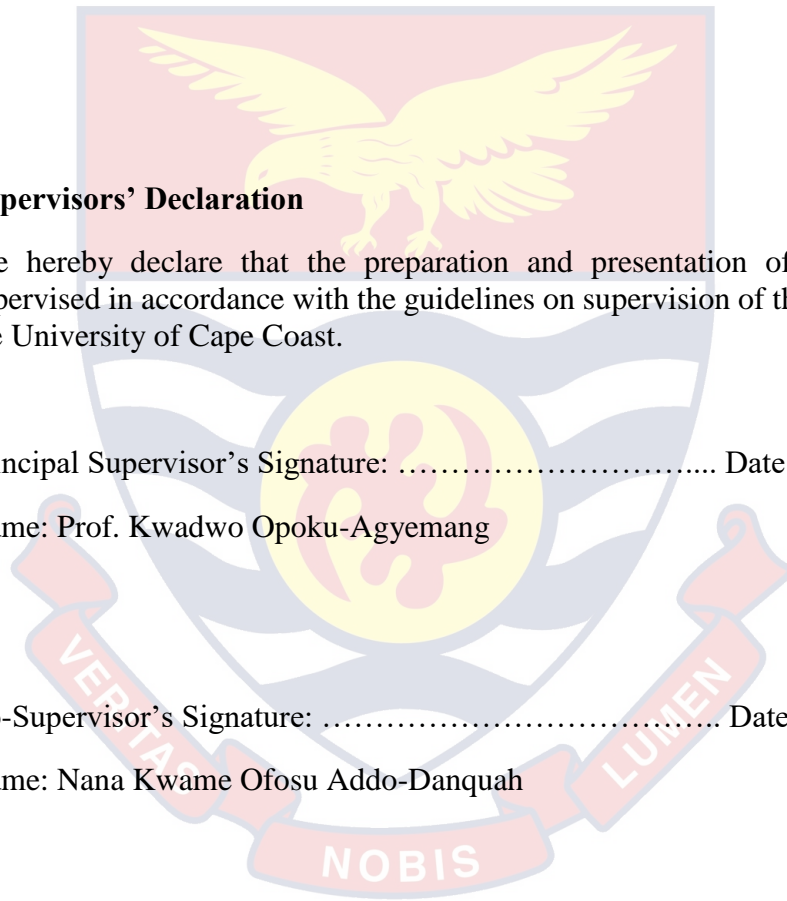 pervisors’ Declaration
e hereby declare that the preparation and presentation of
pervised in accordance with the guidelines on supervision of th
e University of Cape Coast.
incipal Supervisor’s Signature: ……………………….... Date
me: Prof. Kwadwo Opoku-Agyemang
-Supervisor’s Signature: …………………………….….. Date
me: Nana Kwame Ofosu Addo-Danquah
VERITAS NOBIS LUMEN